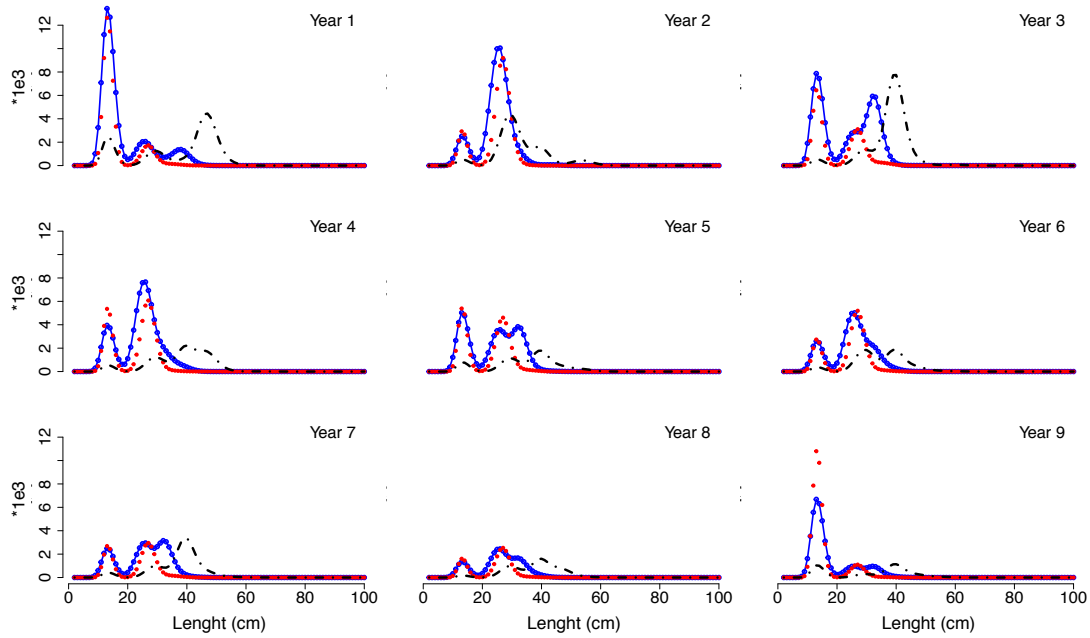 Year 1
Year 2
Year 3
*1e3
0 2 4 6 8 12
Year 4
Year 5
Year 6
*1e3
0 2 4 6 8 12
Year 7
Year 8
Year 9
*1e3
0 2 4 6 8 12
0 20 40 60 80 100
0 20 40 60 80 100
0 20 40 60 80 100
Lenght (cm)
Lenght (cm)
Lenght (cm)